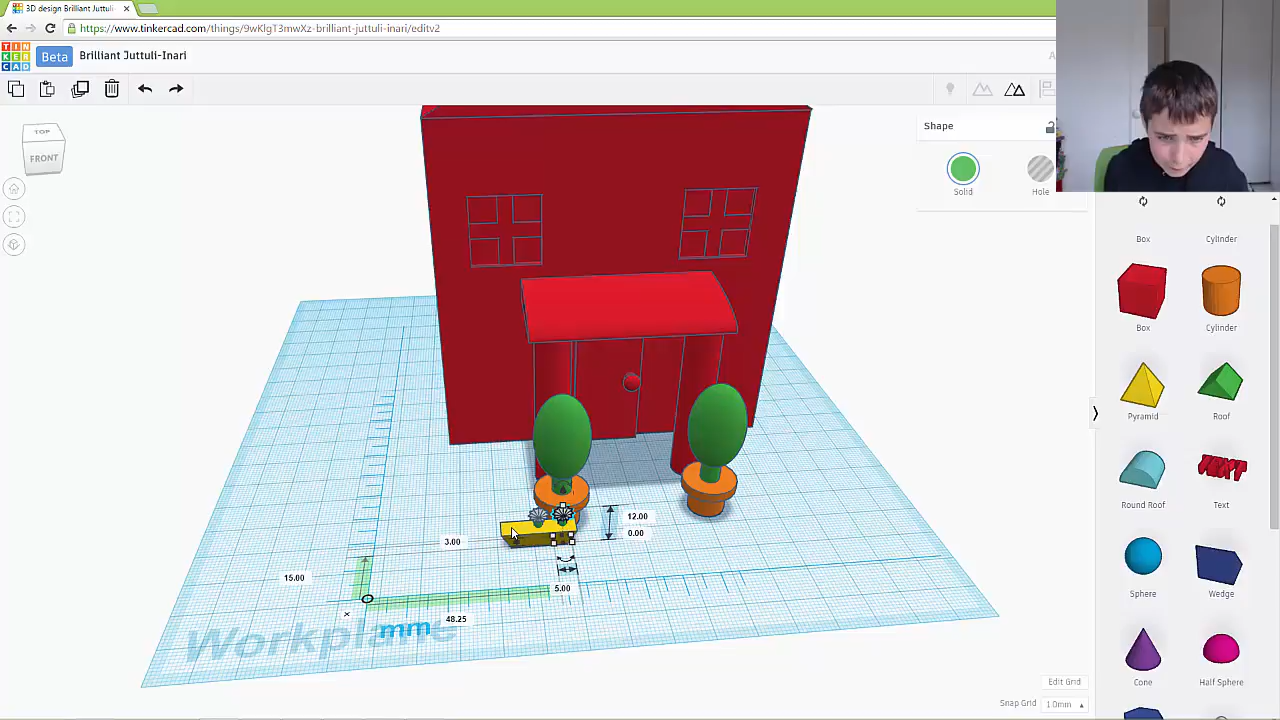 3D design Brilliant Juttuli-
https://www.tinkercad.com/things/9wKlgT3mwXz-brilliant-juttuli-inari/editv2
TIN
KER
CAD
Beta
Brilliant Juttuli-Inari
TOP
FRONT
Shape
Solid
Hole
Box
Cylinder
Box
Cylinder
Pyramid
Roof
Round Roof
Text
Sphere
Wedge
Cone
Half Sphere
12.00
0.00
3.00
15.00
5.00
48.25
mm
Edit Grid
Snap Grid
1.0mm